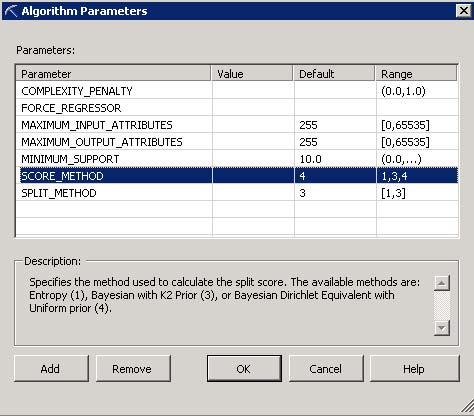 Algorithm Parameters
Parameters:
Parameter Value Default Range
COMPLEXITY_PENALTY (0.0,1.0)
FORCE_REGRESSOR
MAXIMUM_INPUT_ATTRIBUTES 255 [0,65535]
MAXIMUM_OUTPUT_ATTRIBUTES 255 [0,65535]
MINIMUM_SUPPORT 10.0 (0.0,...)
SCORE_METHOD 4 1,3,4
SPLIT_METHOD 3 [1,3]
Description:
Specifies the method used to calculate the split score. The available methods are:
Entropy (1), Bayesian with K2 Prior (3), or Bayesian Dirichlet Equivalent with
Uniform prior (4).
Add Remove OK Cancel Help